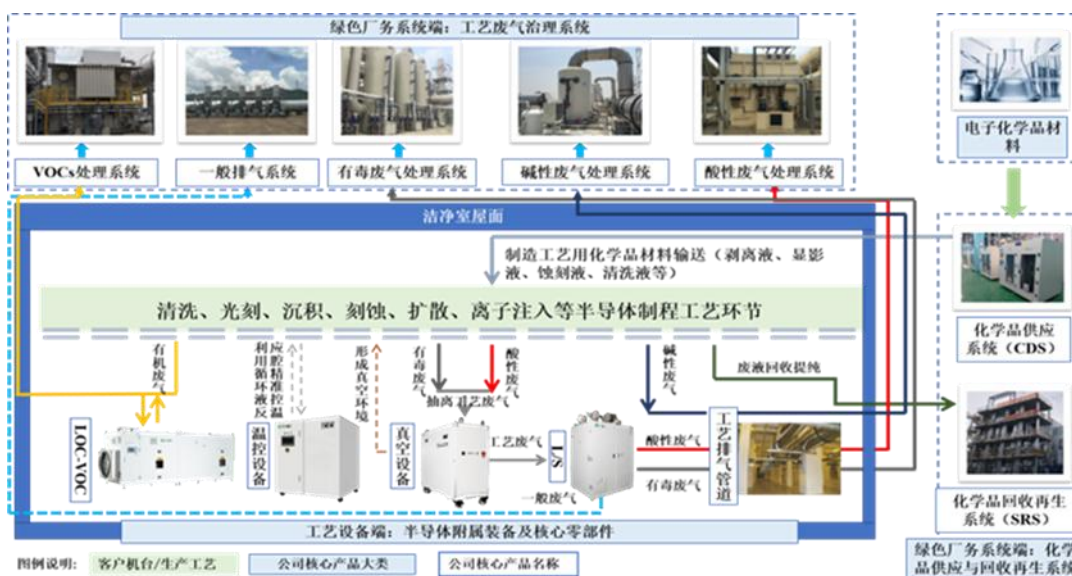 绿色厂务系统端：工艺废气治理系统
VOCs处理系统
一般排气系统
有毒废气处理系统
碱性废气处理系统
酸性废气处理系统
电子化学品材
料
洁净室屋面
制造工艺用化学品材料输送（剥离液、显影
液、蚀刻液、清洗液等）
清洗、光刻、沉积、刻蚀、扩散、离子注入等半导体制程工艺环节
化学品供应
系统（CDS）
有机废气
利用循环液反
应腔精准控温
形成真空环境
有毒废气
酸性废气
抽离工艺废气
碱性废气
废液回收提纯
LOC-VOC
温控设备
真空设备
工艺废气
L/S
一般废气
酸性废气
有毒废气
工艺排气管道
化学品回收再生
系统（SRS）
工艺设备端：半导体附属装备及核心零部件
绿色厂务系统端：化学
品供应与回收再生系统
图例说明：
客户机台/生产工艺
公司核心产品大类
公司核心产品名称